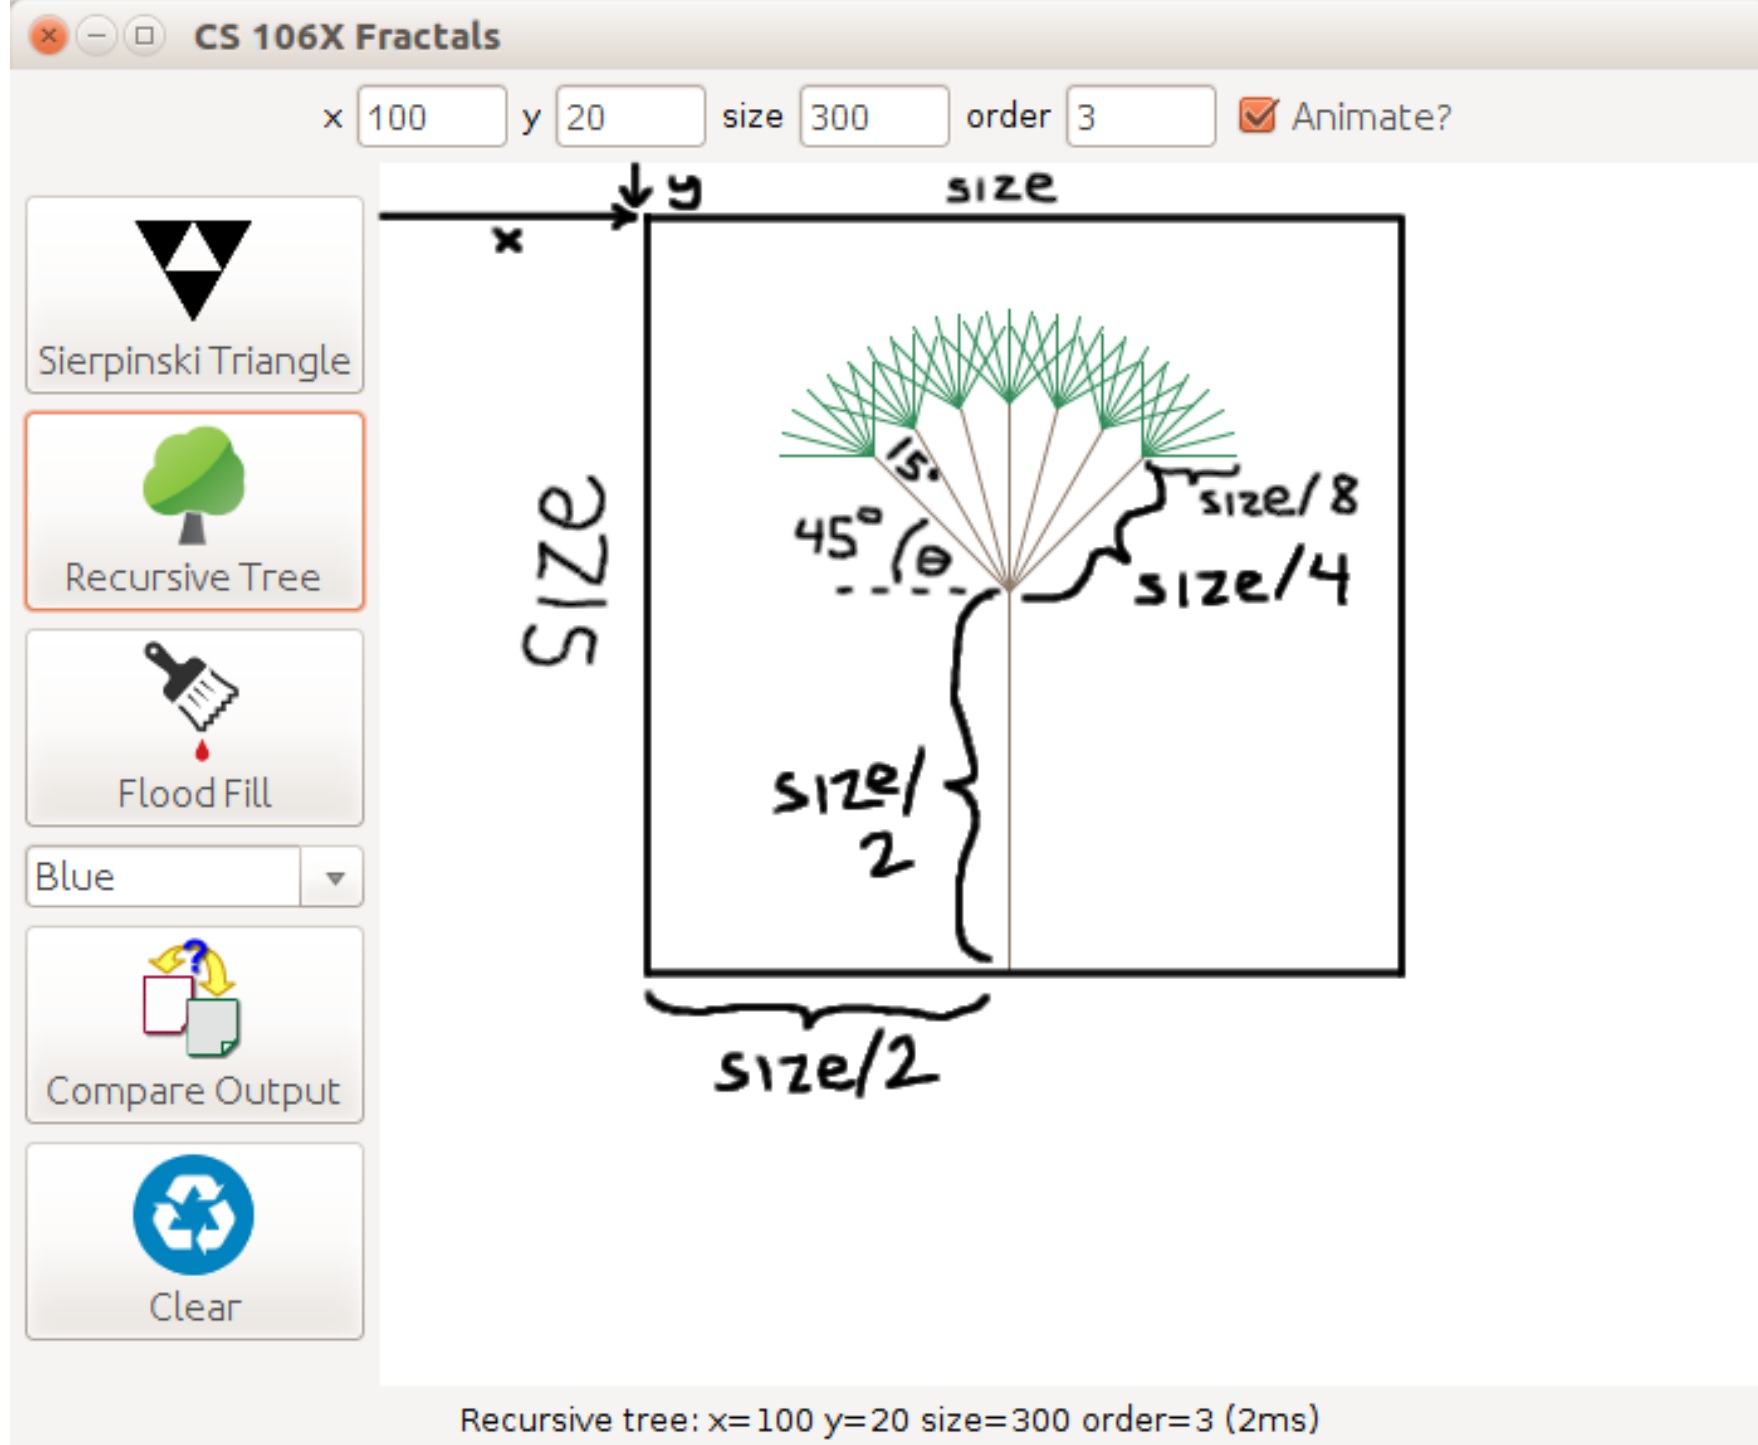 CS 106X Fractals
x 100 y 20 size 300 order 3 Animate?
y
size
x
Sierpinski Triangle
Recursive Tree
15°
45° θ
size/8
size/4
size
size/
2
Flood Fill
Blue
?
Compare Output
size/2
Clear
Recursive tree: x=100 y=20 size=300 order=3 (2ms)